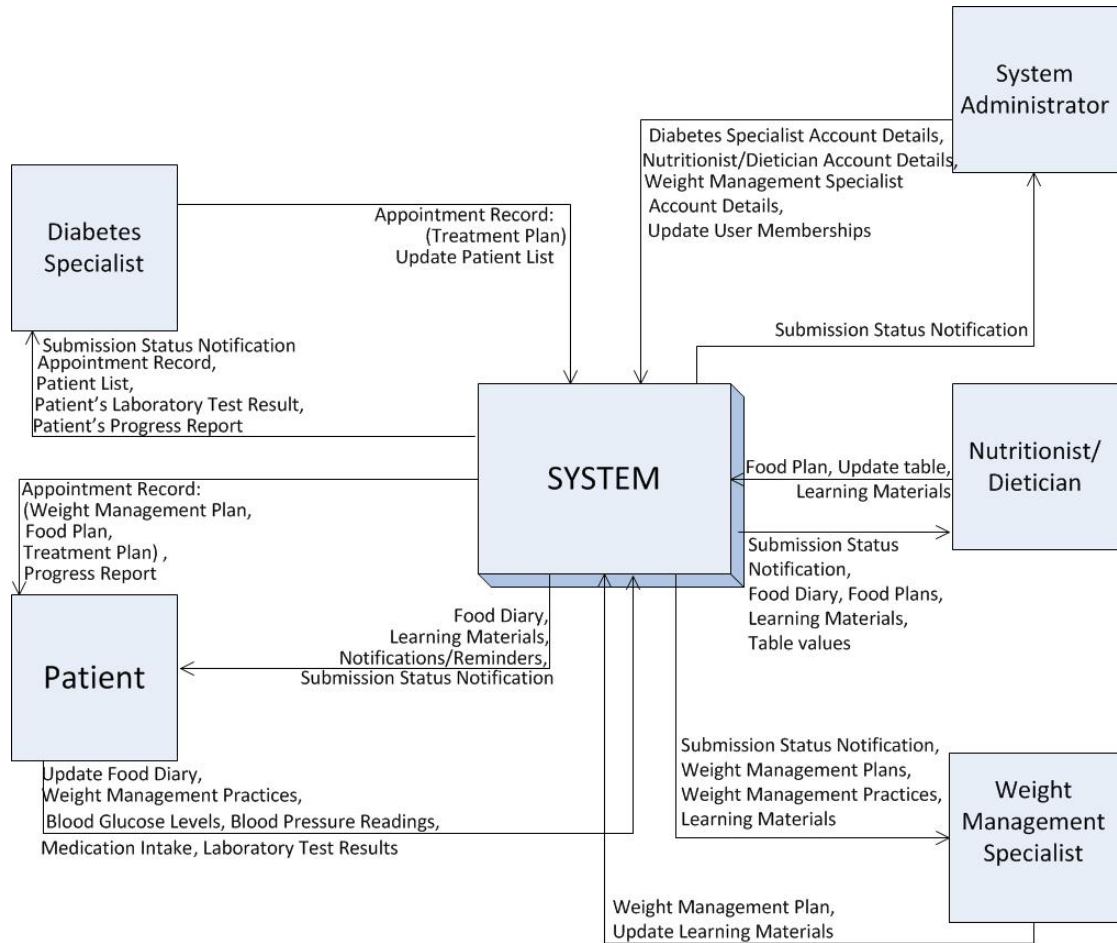 System
Administrator
Diabetes Specialist Account Details,
Nutritionist/Dietician Account Details,
Weight Management Specialist
Account Details,
Update User Memberships
Diabetes
Specialist
Appointment Record:
(Treatment Plan)
Update Patient List
Submission Status Notification
Submission Status Notification
Appointment Record,
Patient List,
Patient's Laboratory Test Result,
Patient's Progress Report
SYSTEM
Nutritionist/
Dietician
Food Plan, Update table,
Learning Materials
Appointment Record:
(Weight Management Plan,
Food Plan,
Treatment Plan) ,
Progress Report
Submission Status
Notification,
Food Diary, Food Plans,
Learning Materials,
Table values
Patient
Food Diary,
Learning Materials,
Notifications/Reminders,
Submission Status Notification
Update Food Diary,
Weight Management Practices,
Blood Glucose Levels, Blood Pressure Readings,
Medication Intake, Laboratory Test Results
Submission Status Notification,
Weight Management Plans,
Weight Management Practices,
Learning Materials
Weight
Management
Specialist
Weight Management Plan,
Update Learning Materials